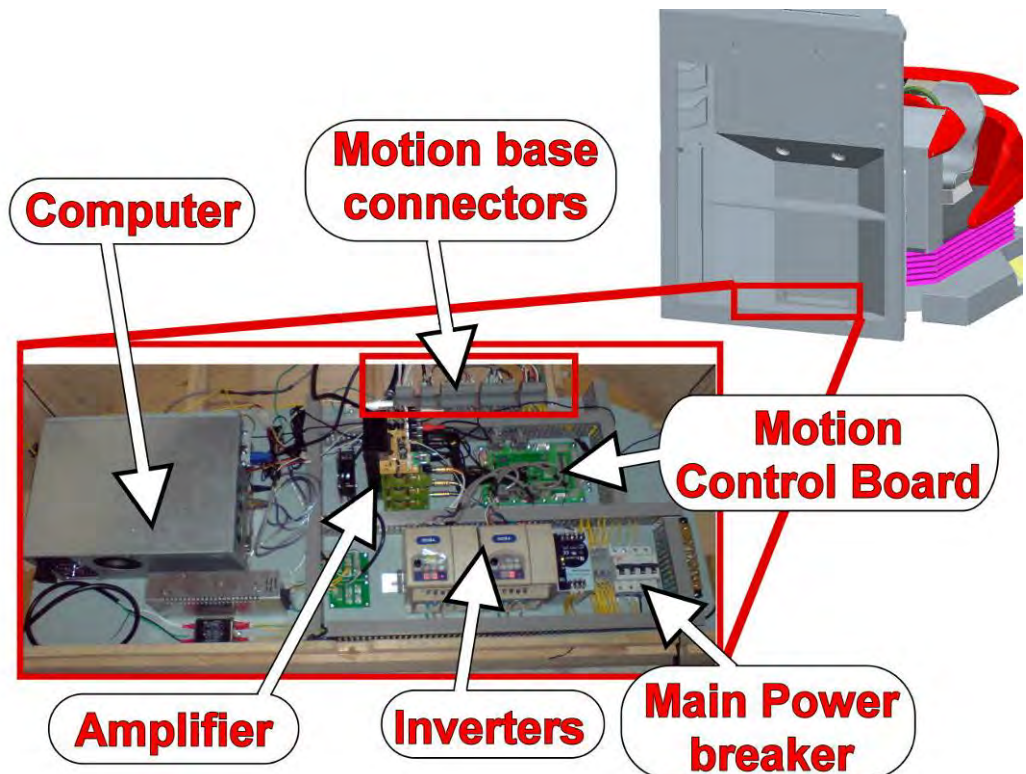 Motion base
connectors
Computer
Motion
Control Board
Amplifier
Inverters
Main Power
breaker